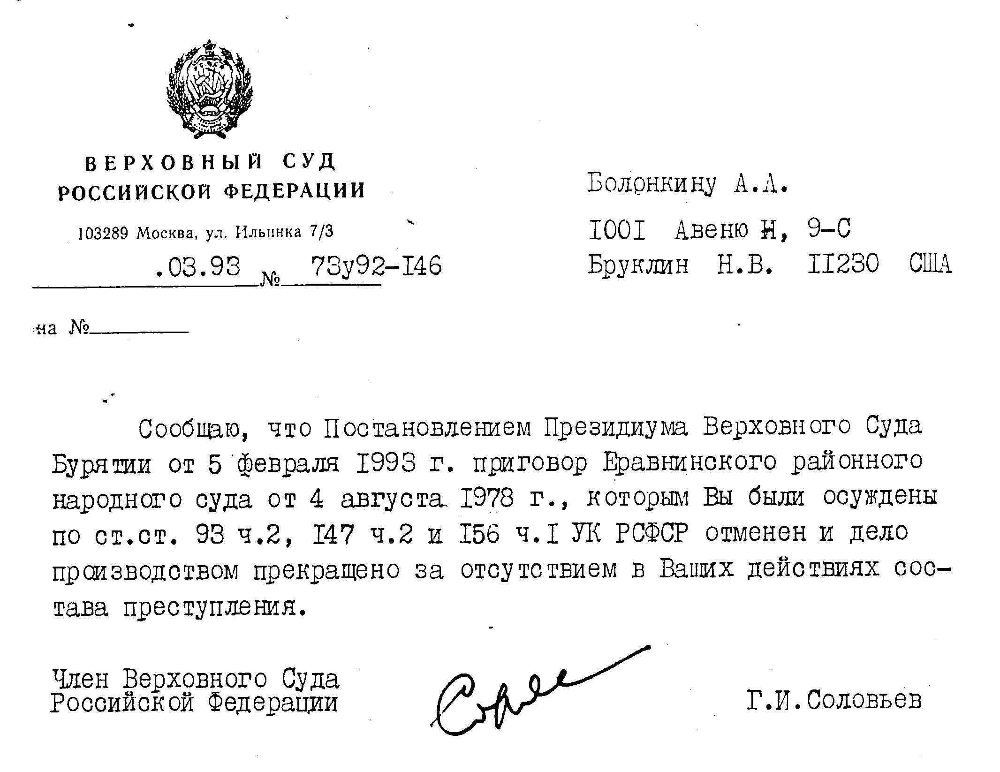 ВЕРХОВНЫЙ СУД
РОССИЙСКОЙ ФЕДЕРАЦИИ
103289 Москва, ул. Ильинка 7/3
.03.93 № 73у92-I46
на №
Болонкину А.А.
I00I Авеню Н, 9-С
Бруклин Н.В. II230 США
Сообщаю, что Постановлением Президиума Верховного Суда
Бурятии от 5 февраля I993 г. приговор Еравнинского районного
народного суда от 4 августа I978 г., которым Вы были осуждены
по ст.ст. 93 ч.2, I47 ч.2 и I56 ч.I УК РСФСР отменен и дело
производством прекращено за отсутствием в Ваших действиях сос-
тава преступления.
Член Верховного Суда
Российской Федерации
Г.И.Соловьев